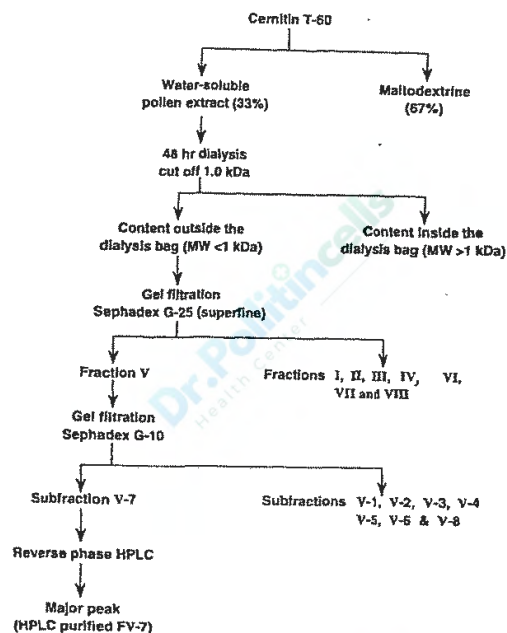 Cernitin T-60
Water-soluble
pollen extract (33%)
Maltodextrine
(67%)
48 hr dialysis
cut off 1.0 kDa
Content outside the
dialysis bag (MW <1 kDa)
Content inside the
dialysis bag (MW >1 kDa)
Gel filtration
Sephadex G-25 (superfine)
Fraction V
Fractions I, II, III, IV, VI,
VII and VIII
Gel filtration
Sephadex G-10
Subfraction V-7
Subfractions V-1, V-2, V-3, V-4
V-5, V-6 & V-8
Reverse phase HPLC
Major peak
(HPLC purified FV-7)
Dr.Politincells
Health Center